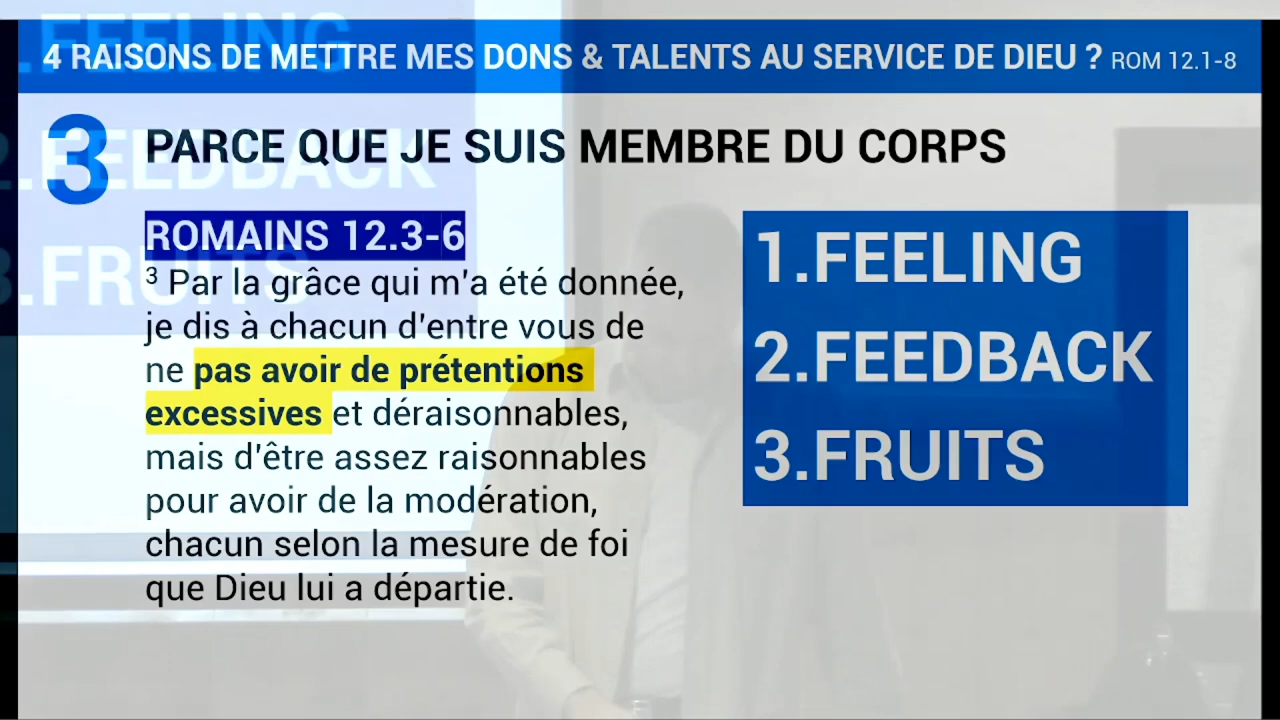 4 RAISONS DE METTRE MES DONS & TALENTS AU SERVICE DE DIEU ? ROM 12.1-8
3 PARCE QUE JE SUIS MEMBRE DU CORPS
ROMAINS 12.3-6
³ Par la grâce qui m'a été donnée,
je dis à chacun d'entre vous de
ne pas avoir de prétentions
excessives et déraisonnables,
mais d'être assez raisonnables
pour avoir de la modération,
chacun selon la mesure de foi
que Dieu lui a départie.
1.FEELING
2.FEEDBACK
3.FRUITS
.FEELING
.FEEDBACK
.FRUITS